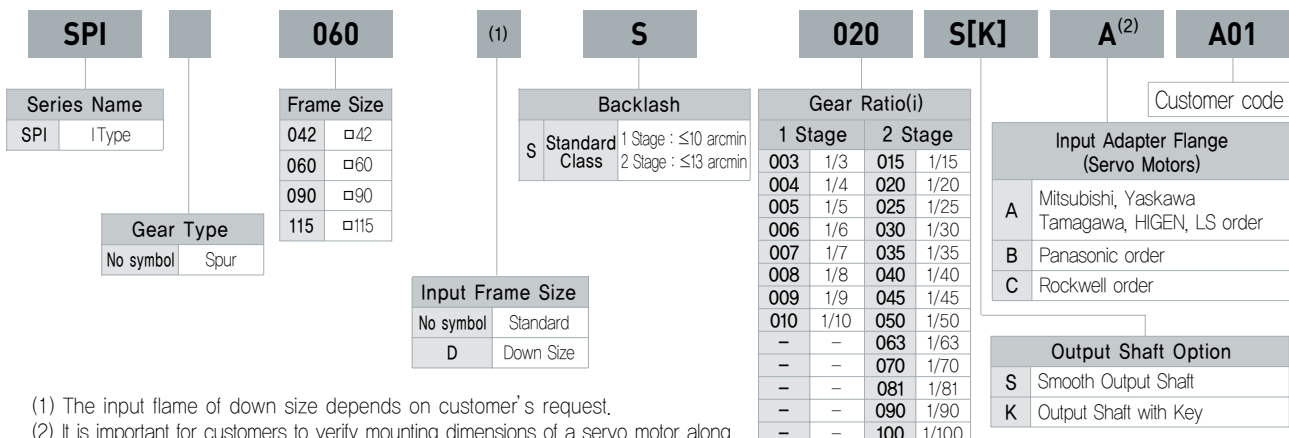 SPI 060 (1) S 020 S[K] A(2) A01
Customer code
Series Name
SPI I Type
Gear Type
No symbol Spur
Frame Size
042 □42
060 □60
090 □90
115 □115
Input Frame Size
No symbol Standard
D Down Size
Backlash
S Standard Class 1 Stage : ≤10 arcmin
2 Stage : ≤13 arcmin
Gear Ratio(i)
1 Stage 2 Stage
003 1/3 015 1/15
004 1/4 020 1/20
005 1/5 025 1/25
006 1/6 030 1/30
007 1/7 035 1/35
008 1/8 040 1/40
009 1/9 045 1/45
010 1/10 050 1/50
– – 063 1/63
– – 070 1/70
– – 081 1/81
– – 090 1/90
– – 100 1/100
Input Adapter Flange
(Servo Motors)
A Mitsubishi, Yaskawa
Tamagawa, HIGEN, LS order
B Panasonic order
C Rockwell order
Output Shaft Option
S Smooth Output Shaft
K Output Shaft with Key
(1) The input flame of down size depends on customer's request.
(2) It is important for customers to verify mounting dimensions of a servo motor along